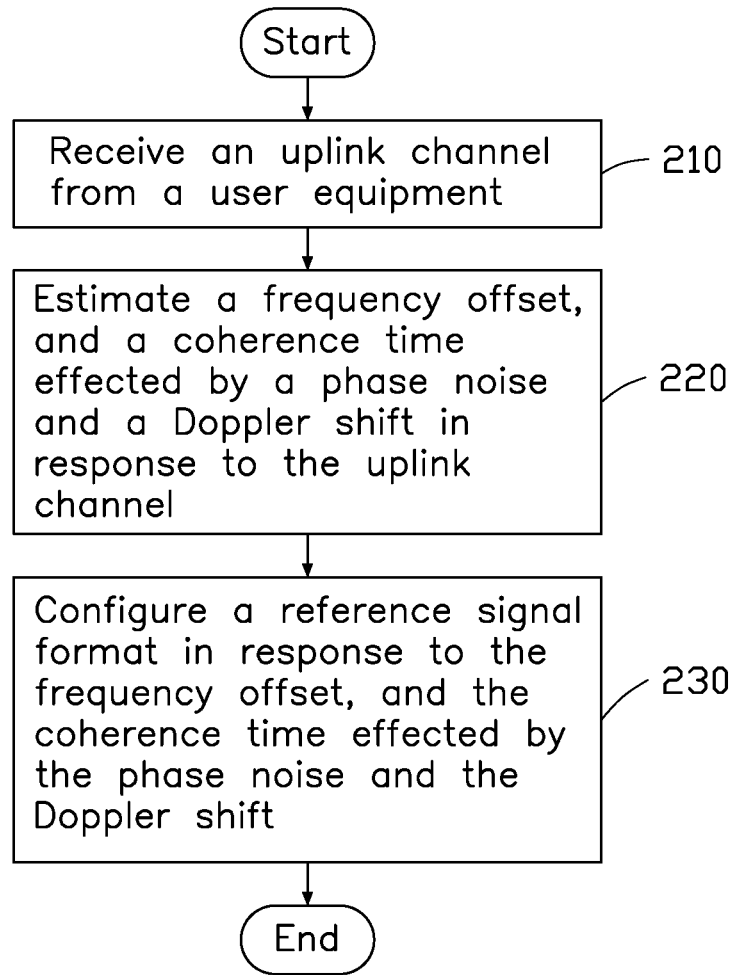 Start
Receive an uplink channel
from a user equipment
210
Estimate a frequency offset,
and a coherence time
effected by a phase noise
and a Doppler shift in
response to the uplink
channel
220
Configure a reference signal
format in response to the
frequency offset, and the
coherence time effected by
the phase noise and the
Doppler shift
230
End